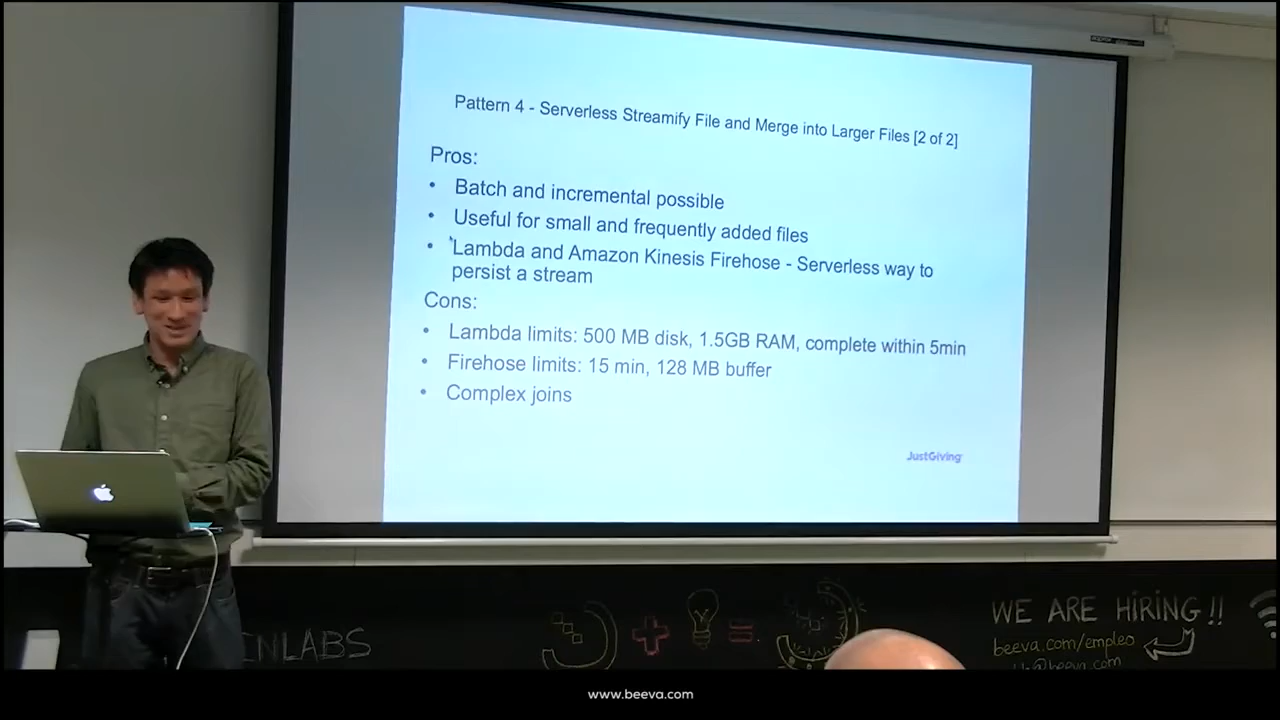 Pattern 4 - Serverless Streamify File and Merge into Larger Files [2 of 2]
Pros:
• Batch and incremental possible
• Useful for small and frequently added files
• Lambda and Amazon Kinesis Firehose - Serverless way to
persist a stream
Cons:
• Lambda limits: 500 MB disk, 1.5GB RAM, complete within 5min
• Firehose limits: 15 min, 128 MB buffer
• Complex joins
JustGiving
NLABS
WE ARE HIRING !!
beeva.com/empleo
@beeva.com
www.beeva.com